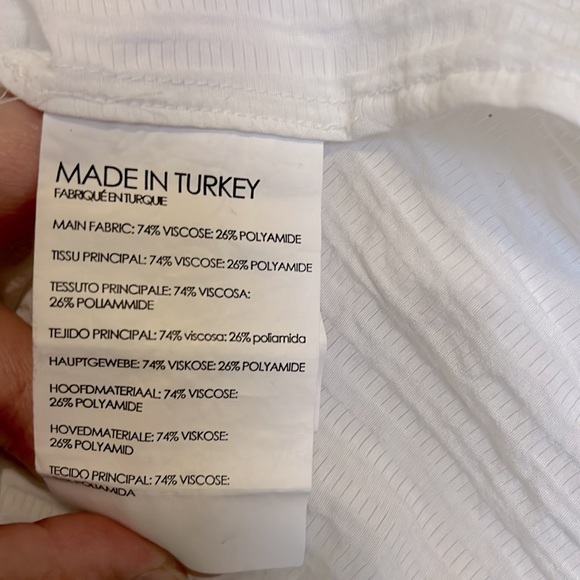 MADE IN TURKEY
FABRIQUÉ EN TURQUIE
MAIN FABRIC: 74% VISCOSE: 26% POLYAMIDE
TISSU PRINCIPAL: 74% VISCOSE: 26% POLYAMIDE
TESSUTO PRINCIPALE: 74% VISCOSA:
26% POLIAMMIDE
TEJIDO PRINCIPAL: 74% viscosa: 26% poliamida
HAUPTGEWEBE: 74% VISKOSE: 26% POLYAMIDE
HOOFDMATERIAAL: 74% VISCOSE:
26% POLYAMIDE
HOVEDMATERIALE: 74% VISKOSE:
26% POLYAMID
TECIDO PRINCIPAL: 74% VISCOSE:
POLIAMIDA